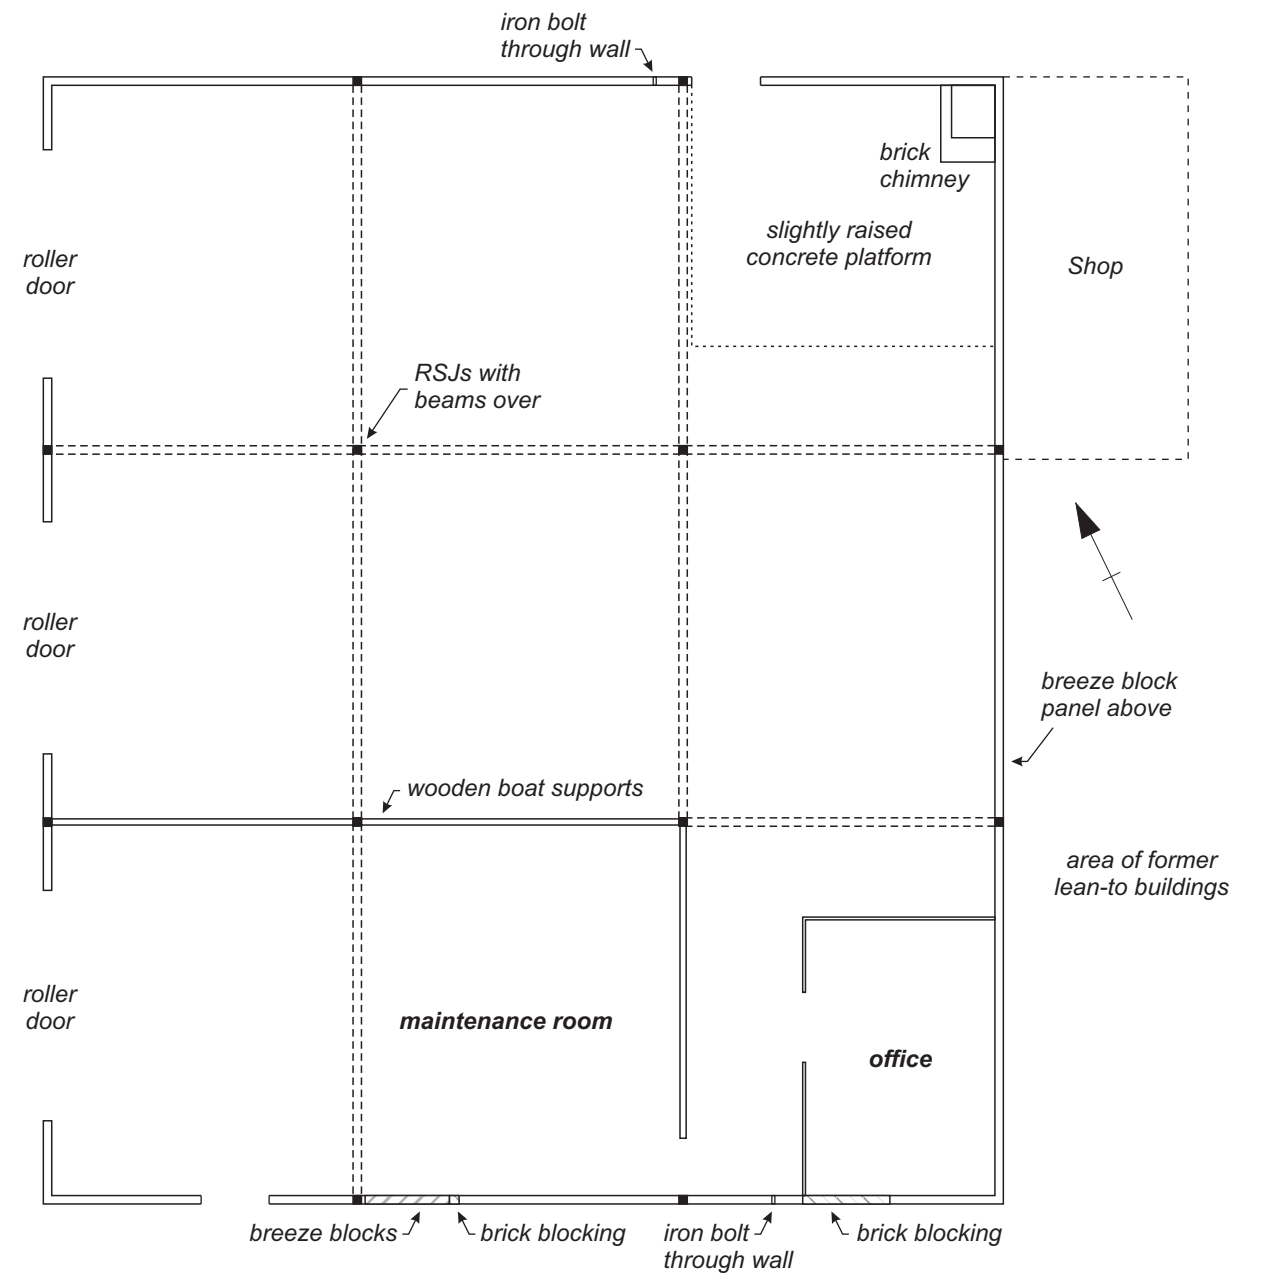 iron bolt
through wall
brick
chimney
slightly raised
concrete platform
Shop
roller
door
RSJs with
beams over
roller
door
breeze block
panel above
wooden boat supports
area of former
lean-to buildings
roller
door
maintenance room
office
breeze blocks
brick blocking
iron bolt
through wall
brick blocking